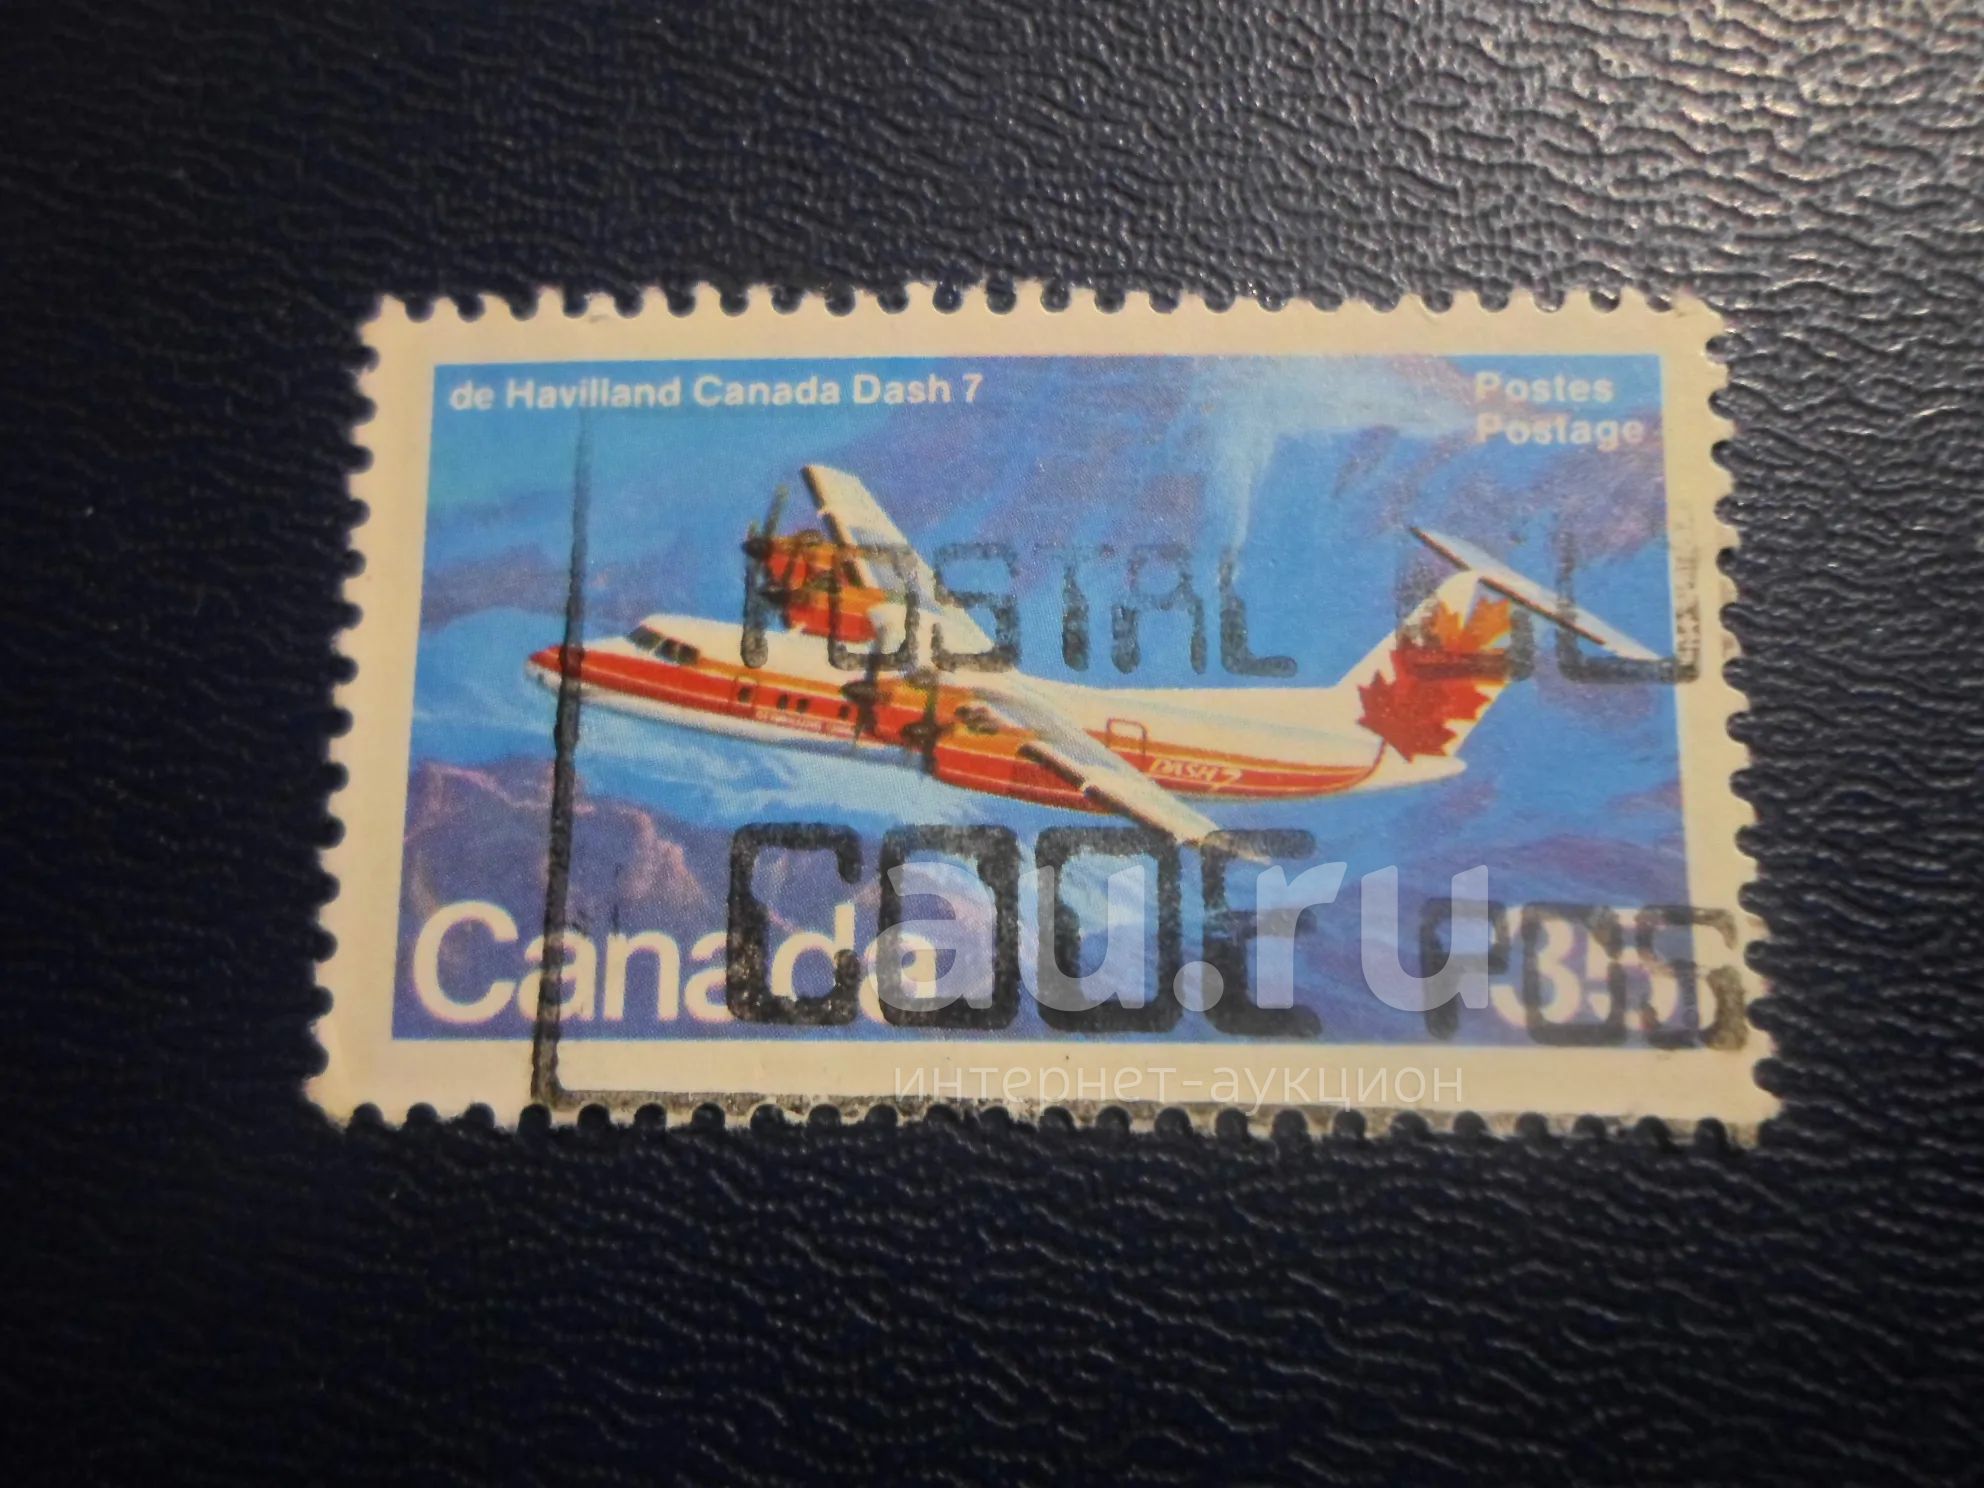 de Havilland Canada Dash 7
Postes
Postage
POSTAL
DASH 7
CODE
Canada
35
au.ru
интернет-аукцион